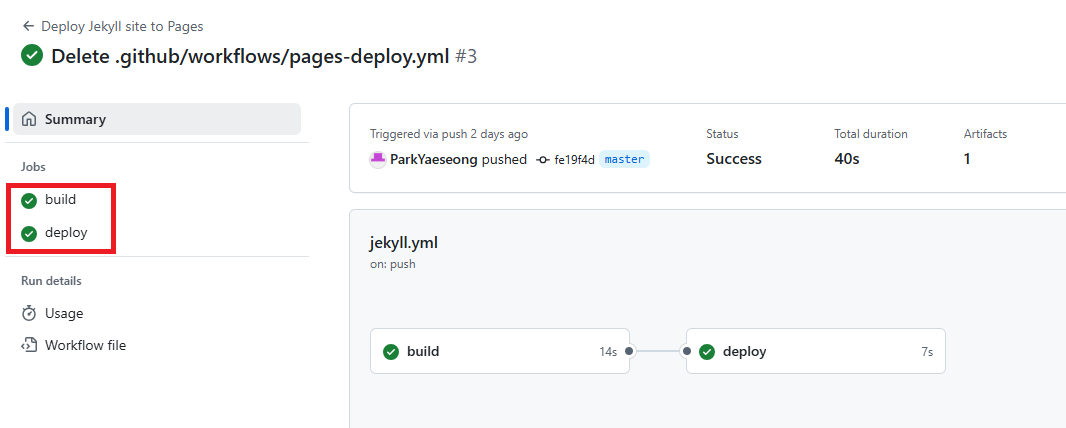 Deploy Jekyll site to Pages
Delete .github/workflows/pages-deploy.yml #3
Summary
Jobs
build
deploy
Run details
Usage
Workflow file
Triggered via push 2 days ago
ParkYaeseong pushed fe19f4d master
Status
Success
Total duration
40s
Artifacts
1
jekyll.yml
on: push
build 14s
deploy 7s